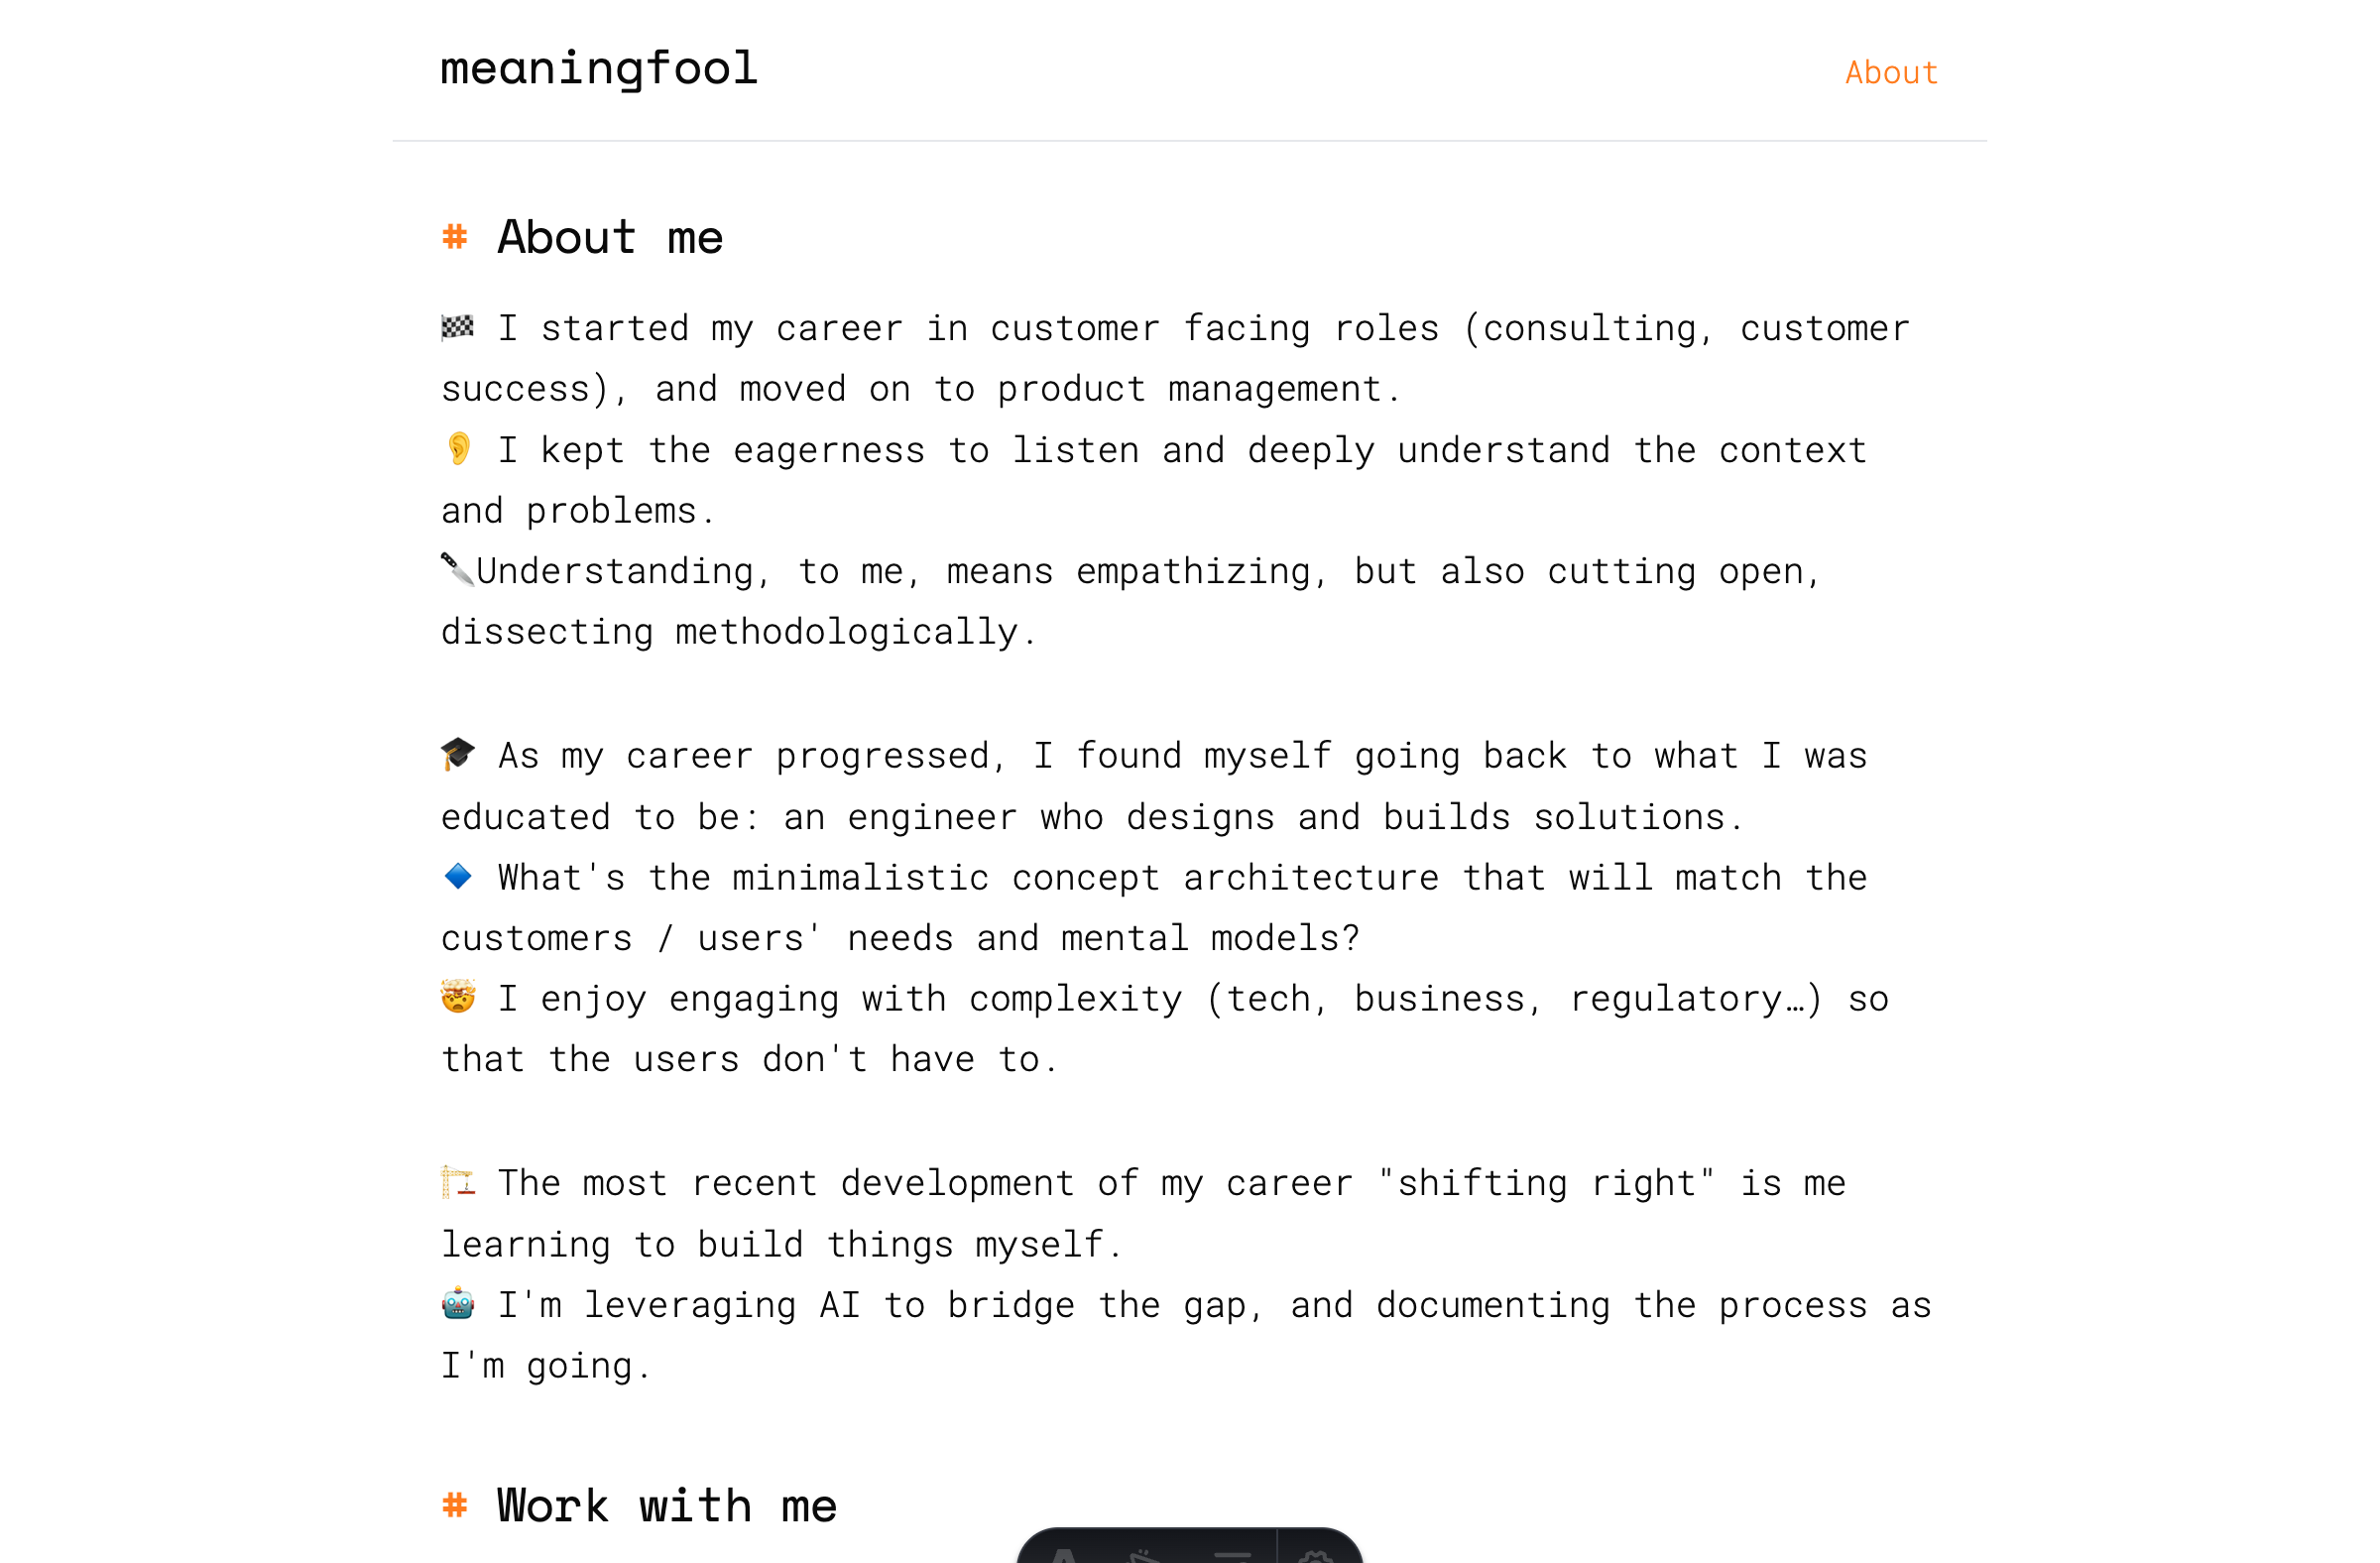 meaningfool
About
# About me
🏁 I started my career in customer facing roles (consulting, customer
success), and moved on to product management.
👂 I kept the eagerness to listen and deeply understand the context
and problems.
🔪Understanding, to me, means empathizing, but also cutting open,
dissecting methodologically.
🎓 As my career progressed, I found myself going back to what I was
educated to be: an engineer who designs and builds solutions.
🔷 What's the minimalistic concept architecture that will match the
customers / users' needs and mental models?
🤯 I enjoy engaging with complexity (tech, business, regulatory…) so
that the users don't have to.
🏗️ The most recent development of my career "shifting right" is me
learning to build things myself.
🤖 I'm leveraging AI to bridge the gap, and documenting the process as
I'm going.
# Work with me